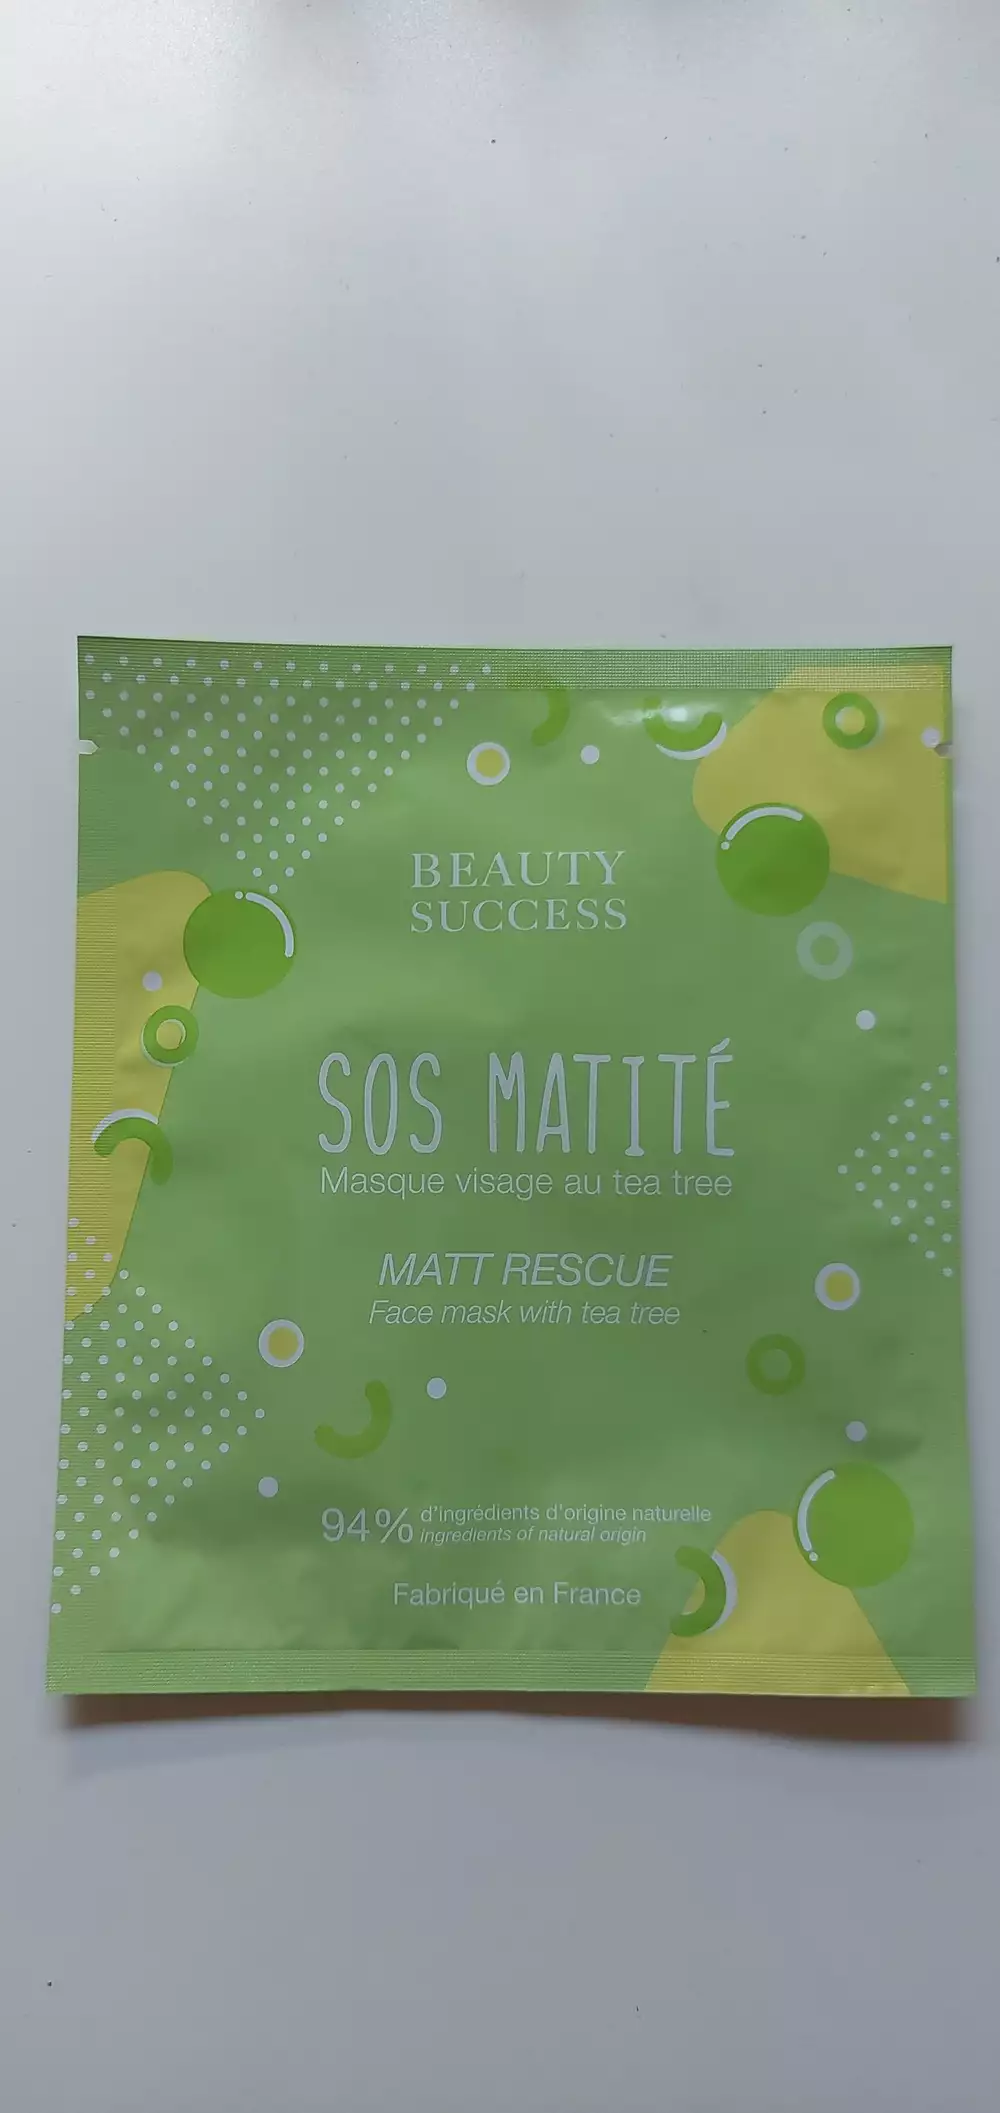 BEAUTY
SUCCESS
SOS MATITÉ
Masque visage au tea tree
MATT RESCUE
Face mask with tea tree
94% d'ingrédients d'origine naturelle
ingredients of natural origin
Fabriqué en France